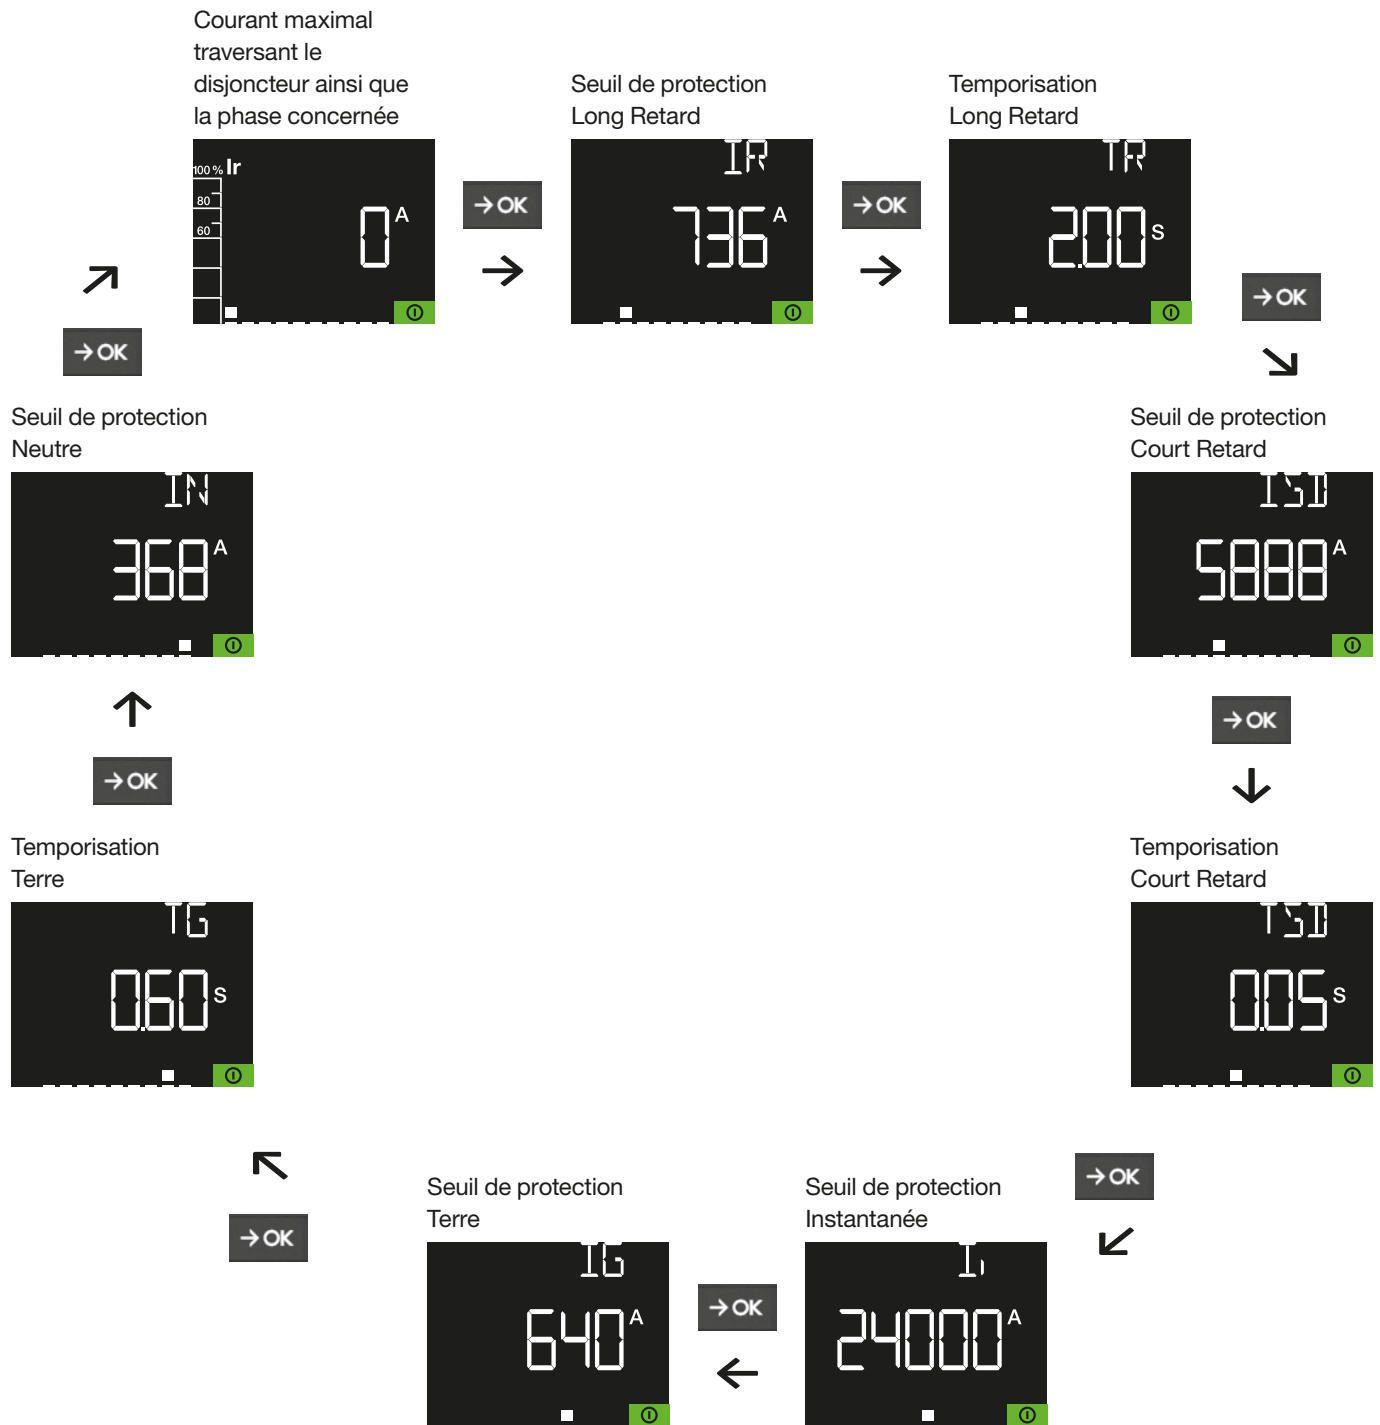 Courant maximal
traversant le
disjoncteur ainsi que
la phase concernée
100 % Ir
80
60
0 A
→ OK
Seuil de protection
Long Retard
IR
736 A
→ OK
Temporisation
Long Retard
TR
2.00 S
→ OK
Seuil de protection
Court Retard
ISD
5888 A
→ OK
Temporisation
Court Retard
TSD
0.05 S
→ OK
Seuil de protection
Instantanée
Ii
24000 A
→ OK
Seuil de protection
Terre
IG
640 A
→ OK
Temporisation
Terre
TG
0.60 S
→ OK
Seuil de protection
Neutre
IN
368 A
→ OK